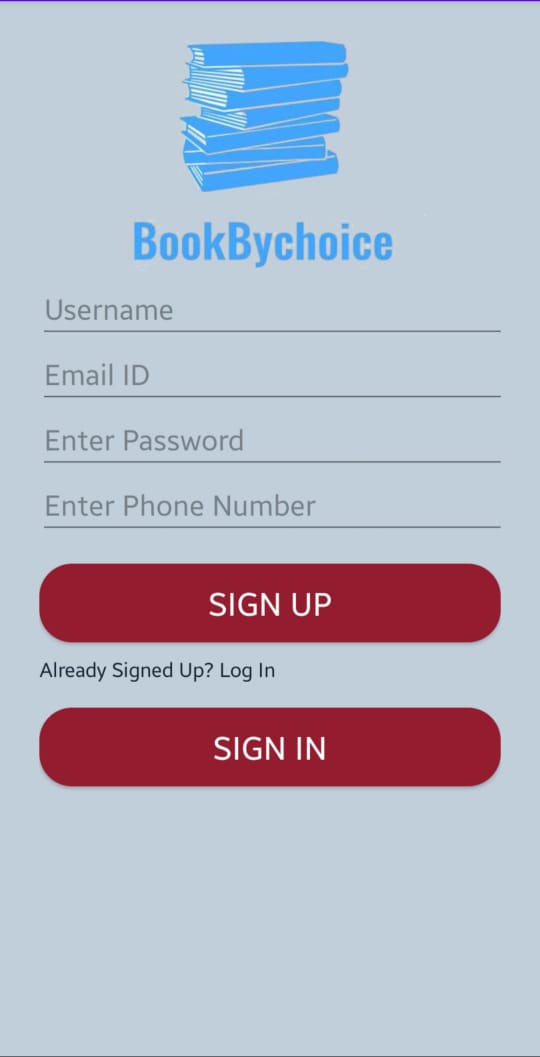 BookBychoice
Username
Email ID
Enter Password
Enter Phone Number
SIGN UP
Already Signed Up? Log In
SIGN IN